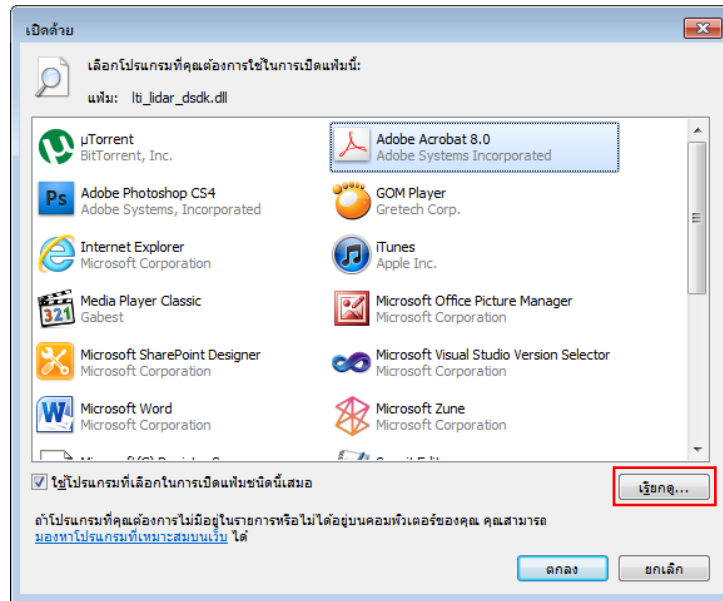 เปิดด้วย
เลือกโปรแกรมที่คุณต้องการใช้ในการเปิดแฟ้มนี้:
แฟ้ม: lti_lidar_dsdk.dll
µTorrent
BitTorrent, Inc.
Adobe Acrobat 8.0
Adobe Systems Incorporated
Ps
Adobe Photoshop CS4
Adobe Systems, Incorporated
GOM Player
Gretech Corp.
Internet Explorer
Microsoft Corporation
iTunes
Apple Inc.
321
Media Player Classic
Gabest
Microsoft Office Picture Manager
Microsoft Corporation
Microsoft SharePoint Designer
Microsoft Corporation
Microsoft Visual Studio Version Selector
Microsoft Corporation
Microsoft Word
Microsoft Corporation
Microsoft Zune
Microsoft Corporation
ใช้โปรแกรมที่เลือกในการเปิดแฟ้มชนิดนี้เสมอ
เรียกดู...
ถ้าโปรแกรมที่คุณต้องการไม่มีอยู่ในรายการหรือไม่ได้อยู่บนคอมพิวเตอร์ของคุณ คุณสามารถ
มองหาโปรแกรมที่เหมาะสมบนเว็บ ได้
ตกลง
ยกเลิก